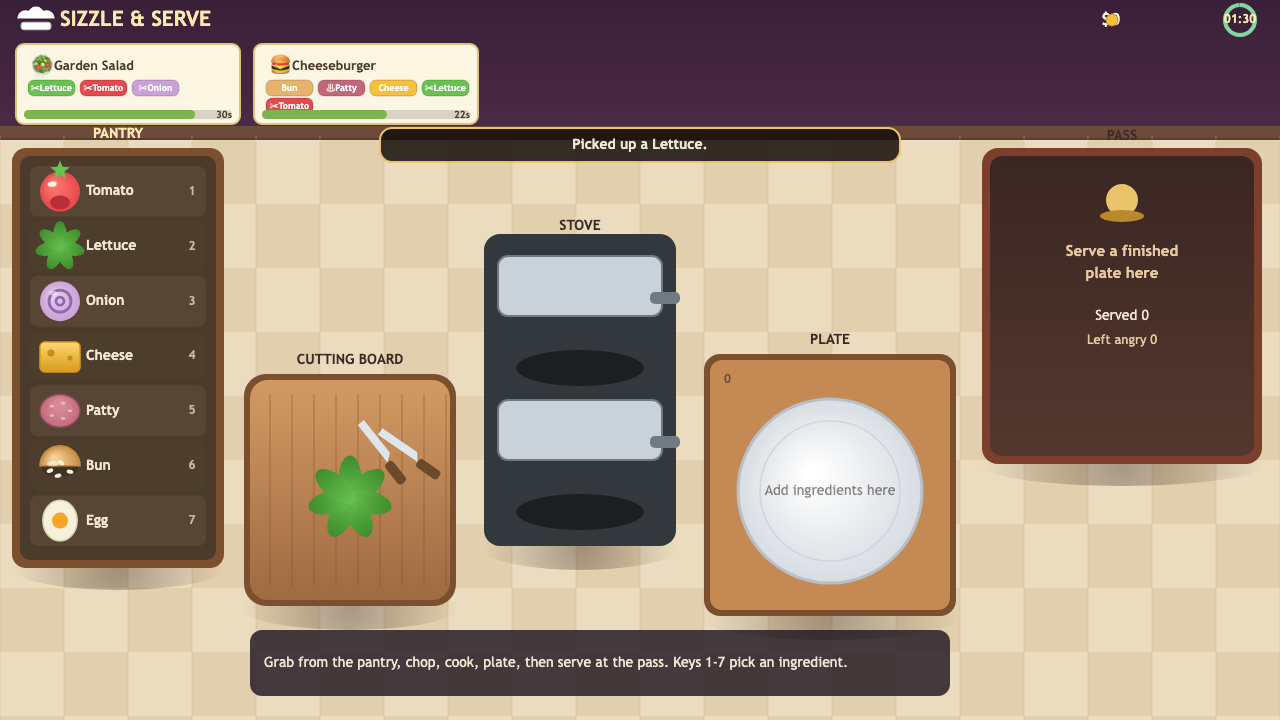 SIZZLE & SERVE
$0
01:30
Garden Salad
Lettuce Tomato Onion
30s
Cheeseburger
Bun Patty Cheese Lettuce
Tomato
22s
PANTRY
Picked up a Lettuce.
PASS
Tomato 1
Lettuce 2
Onion 3
Cheese 4
Patty 5
Bun 6
Egg 7
CUTTING BOARD
STOVE
PLATE
0
Add ingredients here
Serve a finished
plate here
Served 0
Left angry 0
Grab from the pantry, chop, cook, plate, then serve at the pass. Keys 1-7 pick an ingredient.